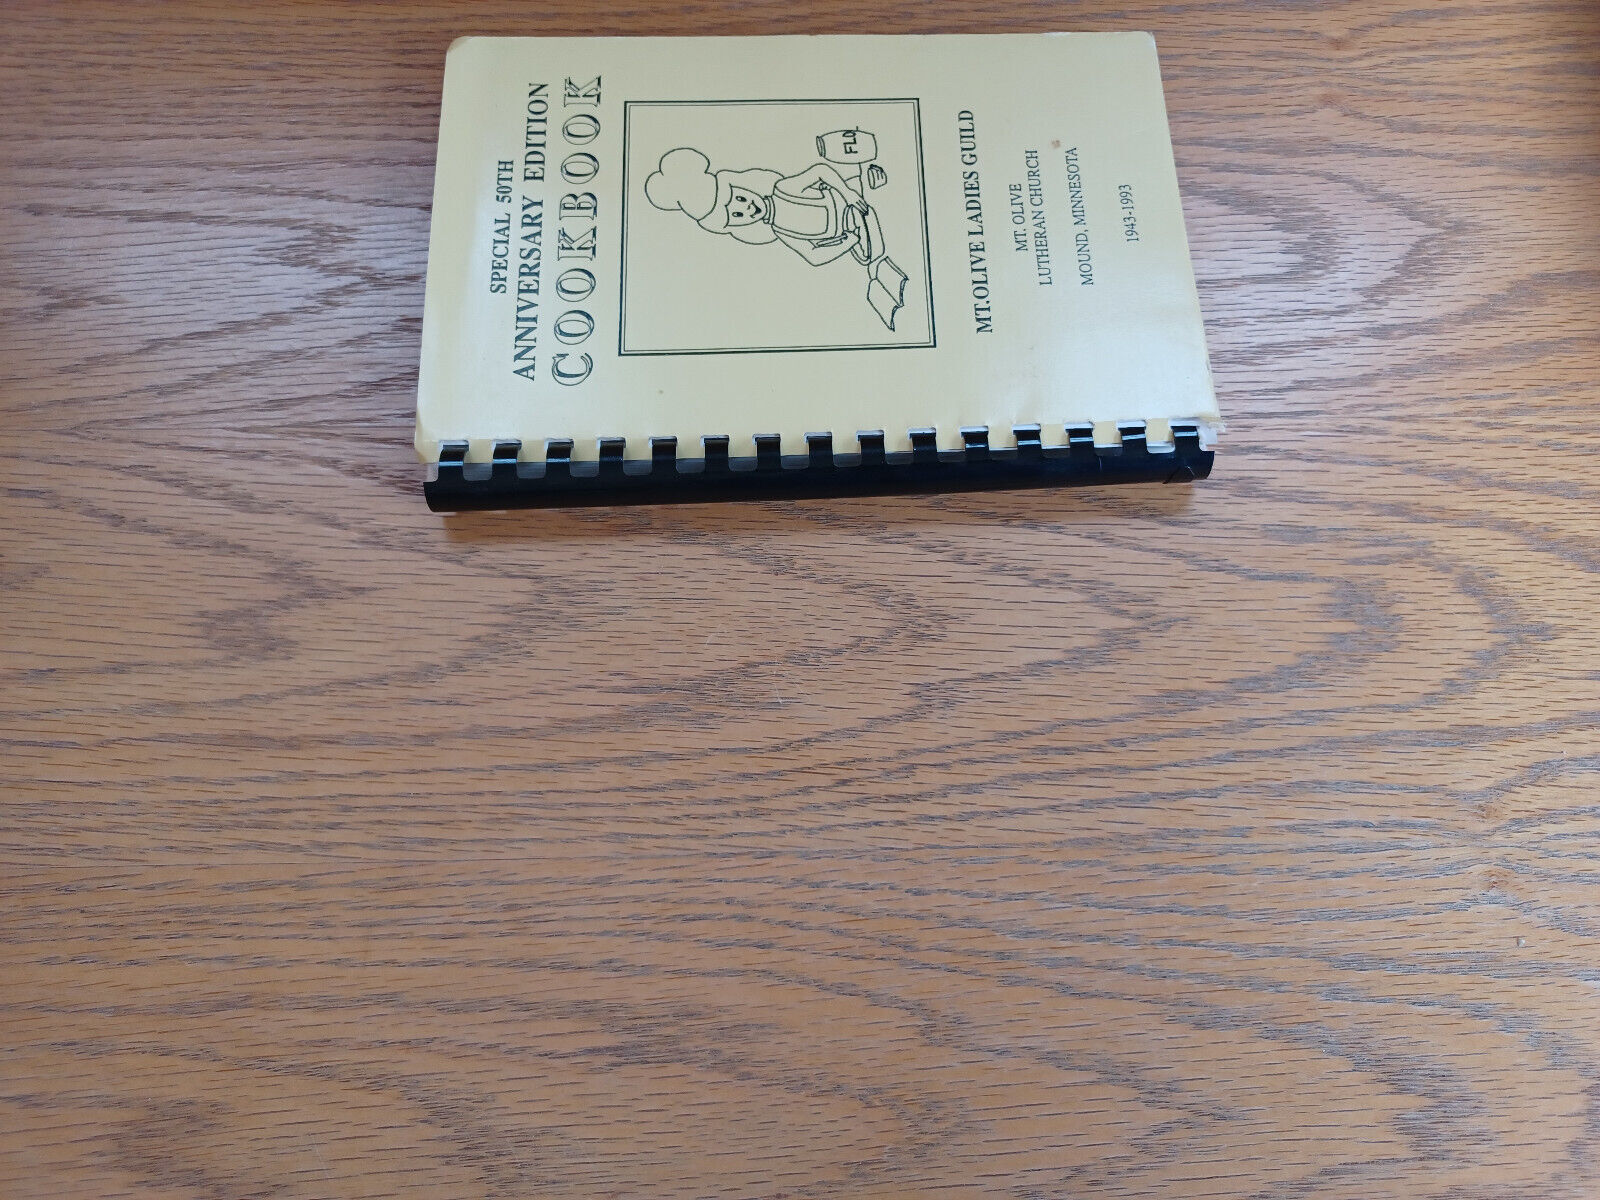 SPECIAL 50TH
ANNIVERSARY EDITION
COOKBOOK
FLO
MT.OLIVE LADIES GUILD
MT. OLIVE
LUTHERAN CHURCH
MOUND, MINNESOTA
1943-1993